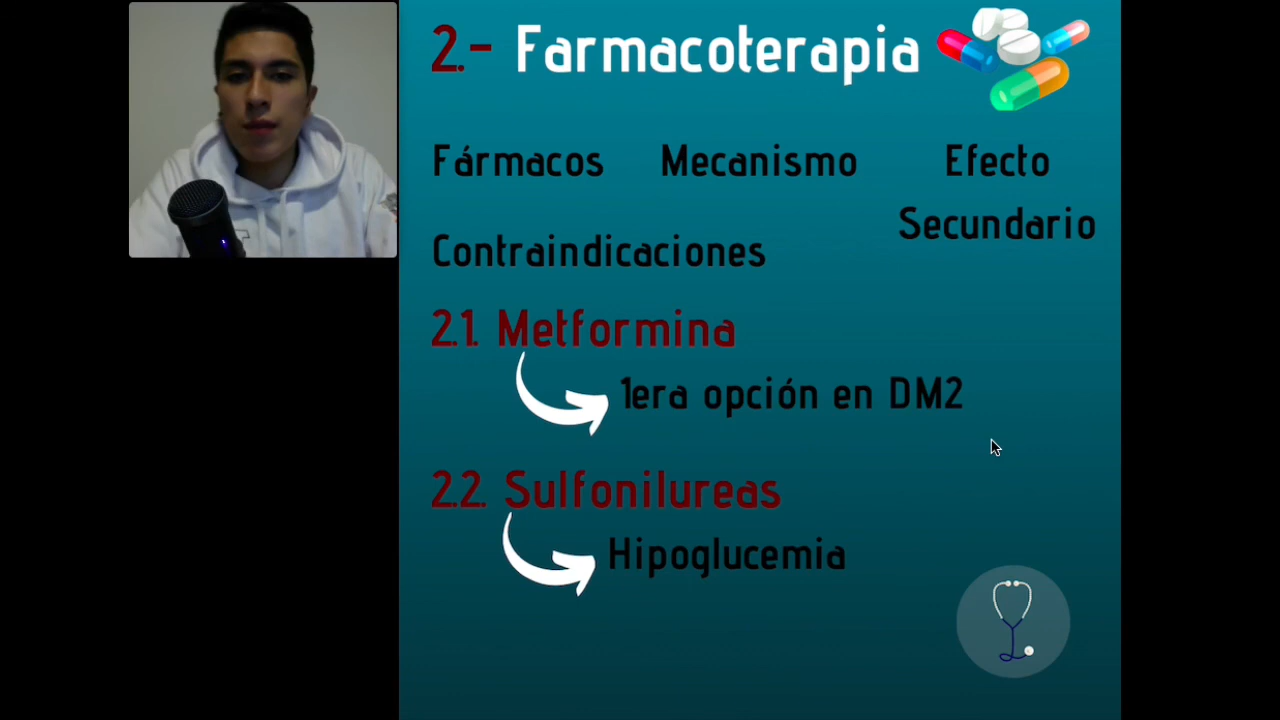 2.- Farmacoterapia
Fármacos Mecanismo Efecto
Secundario
Contraindicaciones
2.1. Metformina
1era opción en DM2
2.2. Sulfonilureas
Hipoglucemia